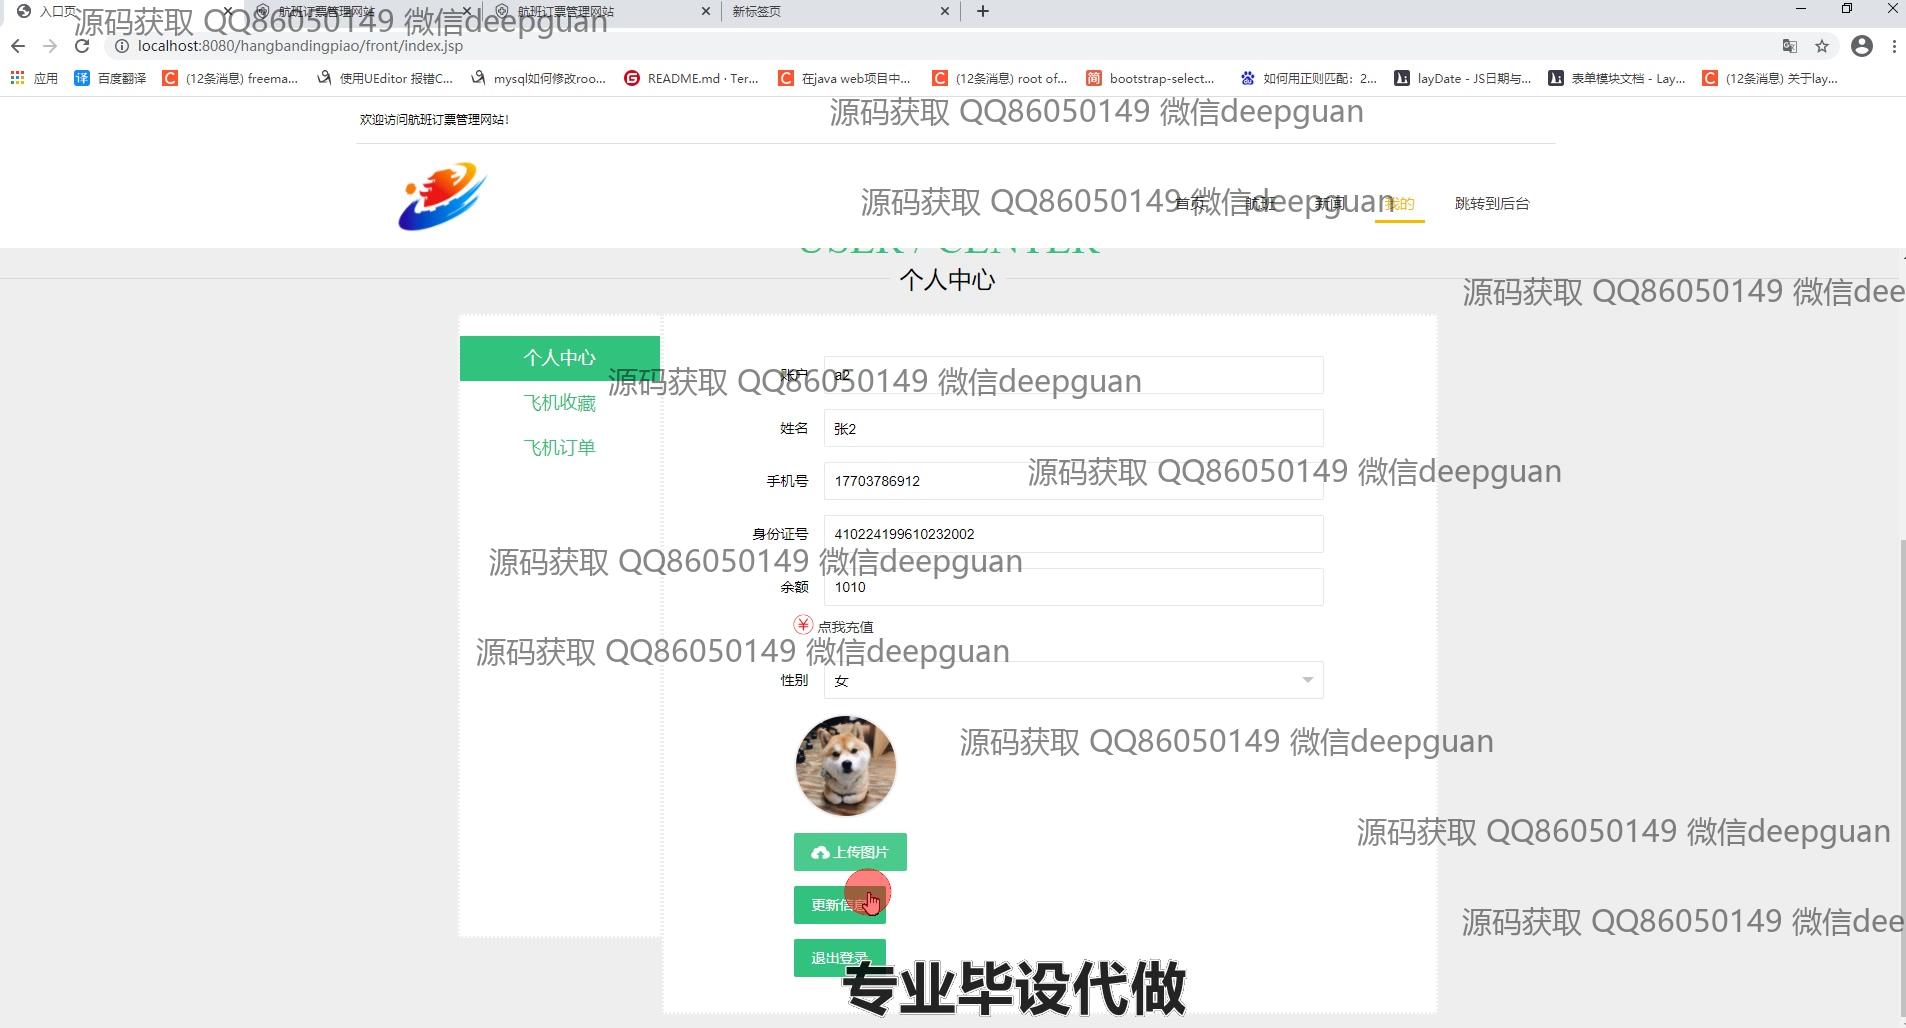 入口页
航班订票管理网站
航班订票管理网站
新标签页
源码获取 QQ86050149 微信deepguan
localhost:8080/hangbandingpiao/front/index.jsp
应用
百度翻译
(12条消息) freema...
使用UEditor 报错C...
mysql如何修改roo...
README.md · Ter...
在java web项目中...
(12条消息) root of...
bootstrap-select...
如何用正则匹配：2...
layDate - JS日期与...
表单模块文档 - Lay...
(12条消息) 关于lay...
源码获取 QQ86050149 微信deepguan
欢迎访问航班订票管理网站!
源码获取 QQ86050149 微信deepguan
首页
航班
新闻
我的
跳转到后台
USER / CENTER
个人中心
源码获取 QQ86050149 微信dee
个人中心
飞机收藏
飞机订单
账户 a2
源码获取 QQ86050149 微信deepguan
姓名 张2
手机号 17703786912
源码获取 QQ86050149 微信deepguan
身份证号 410224199610232002
源码获取 QQ86050149 微信deepguan
余额 1010
¥ 点我充值
源码获取 QQ86050149 微信deepguan
性别 女
源码获取 QQ86050149 微信deepguan
上传图片
源码获取 QQ86050149 微信deepguan
更新信息
源码获取 QQ86050149 微信dee
退出登录
专业毕设代做